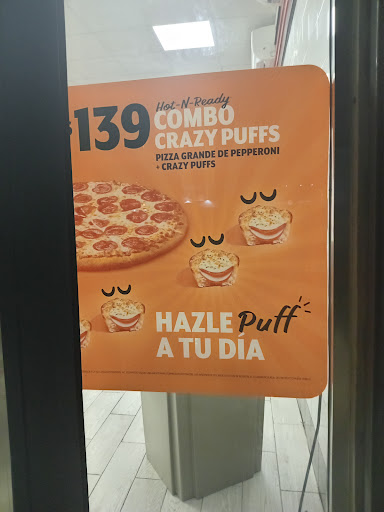 $139
Hot-N-Ready
COMBO
CRAZY PUFFS
PIZZA GRANDE DE PEPPERONI
+ CRAZY PUFFS
HAZLE Puff
A TU DÍA